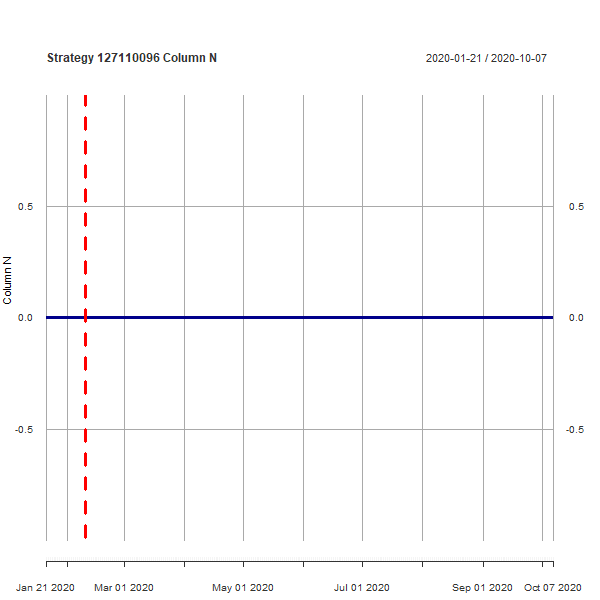 Strategy 127110096 Column N
2020-01-21 / 2020-10-07
0.5
0.5
Column N
0.0
0.0
-0.5
-0.5
Jan 21 2020
Mar 01 2020
May 01 2020
Jul 01 2020
Sep 01 2020
Oct 07 2020